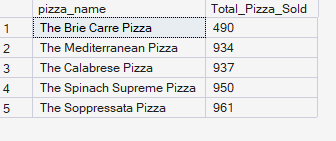 pizza_name Total_Pizza_Sold
1 The Brie Carre Pizza 490
2 The Mediterranean Pizza 934
3 The Calabrese Pizza 937
4 The Spinach Supreme Pizza 950
5 The Soppressata Pizza 961